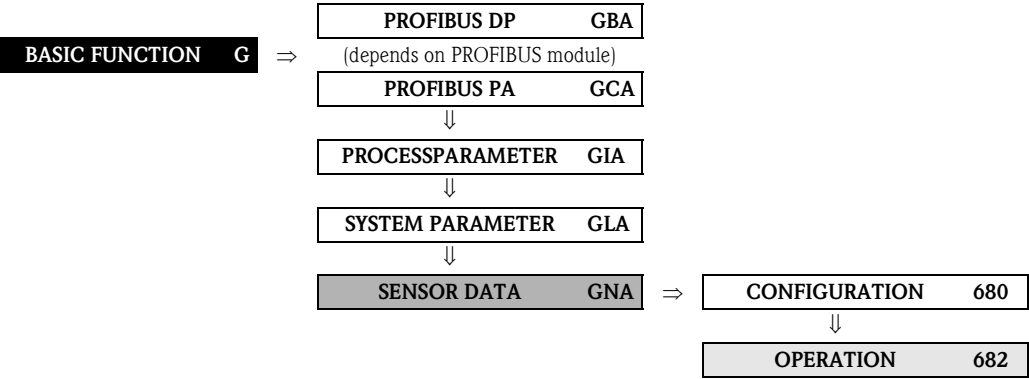 PROFIBUS DP GBA
BASIC FUNCTION G ⇒ (depends on PROFIBUS module)
PROFIBUS PA GCA
⇓
PROCESSPARAMETER GIA
⇓
SYSTEM PARAMETER GLA
⇓
SENSOR DATA GNA ⇒ CONFIGURATION 680
⇓
OPERATION 682